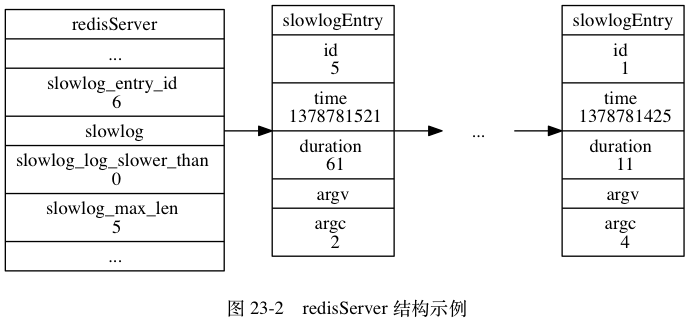 redisServer
...
slowlog_entry_id
6
slowlog
slowlog_log_slower_than
0
slowlog_max_len
5
...
slowlogEntry
id
5
time
1378781521
duration
61
argv
argc
2
...
slowlogEntry
id
1
time
1378781425
duration
11
argv
argc
4
图 23-2 redisServer 结构示例